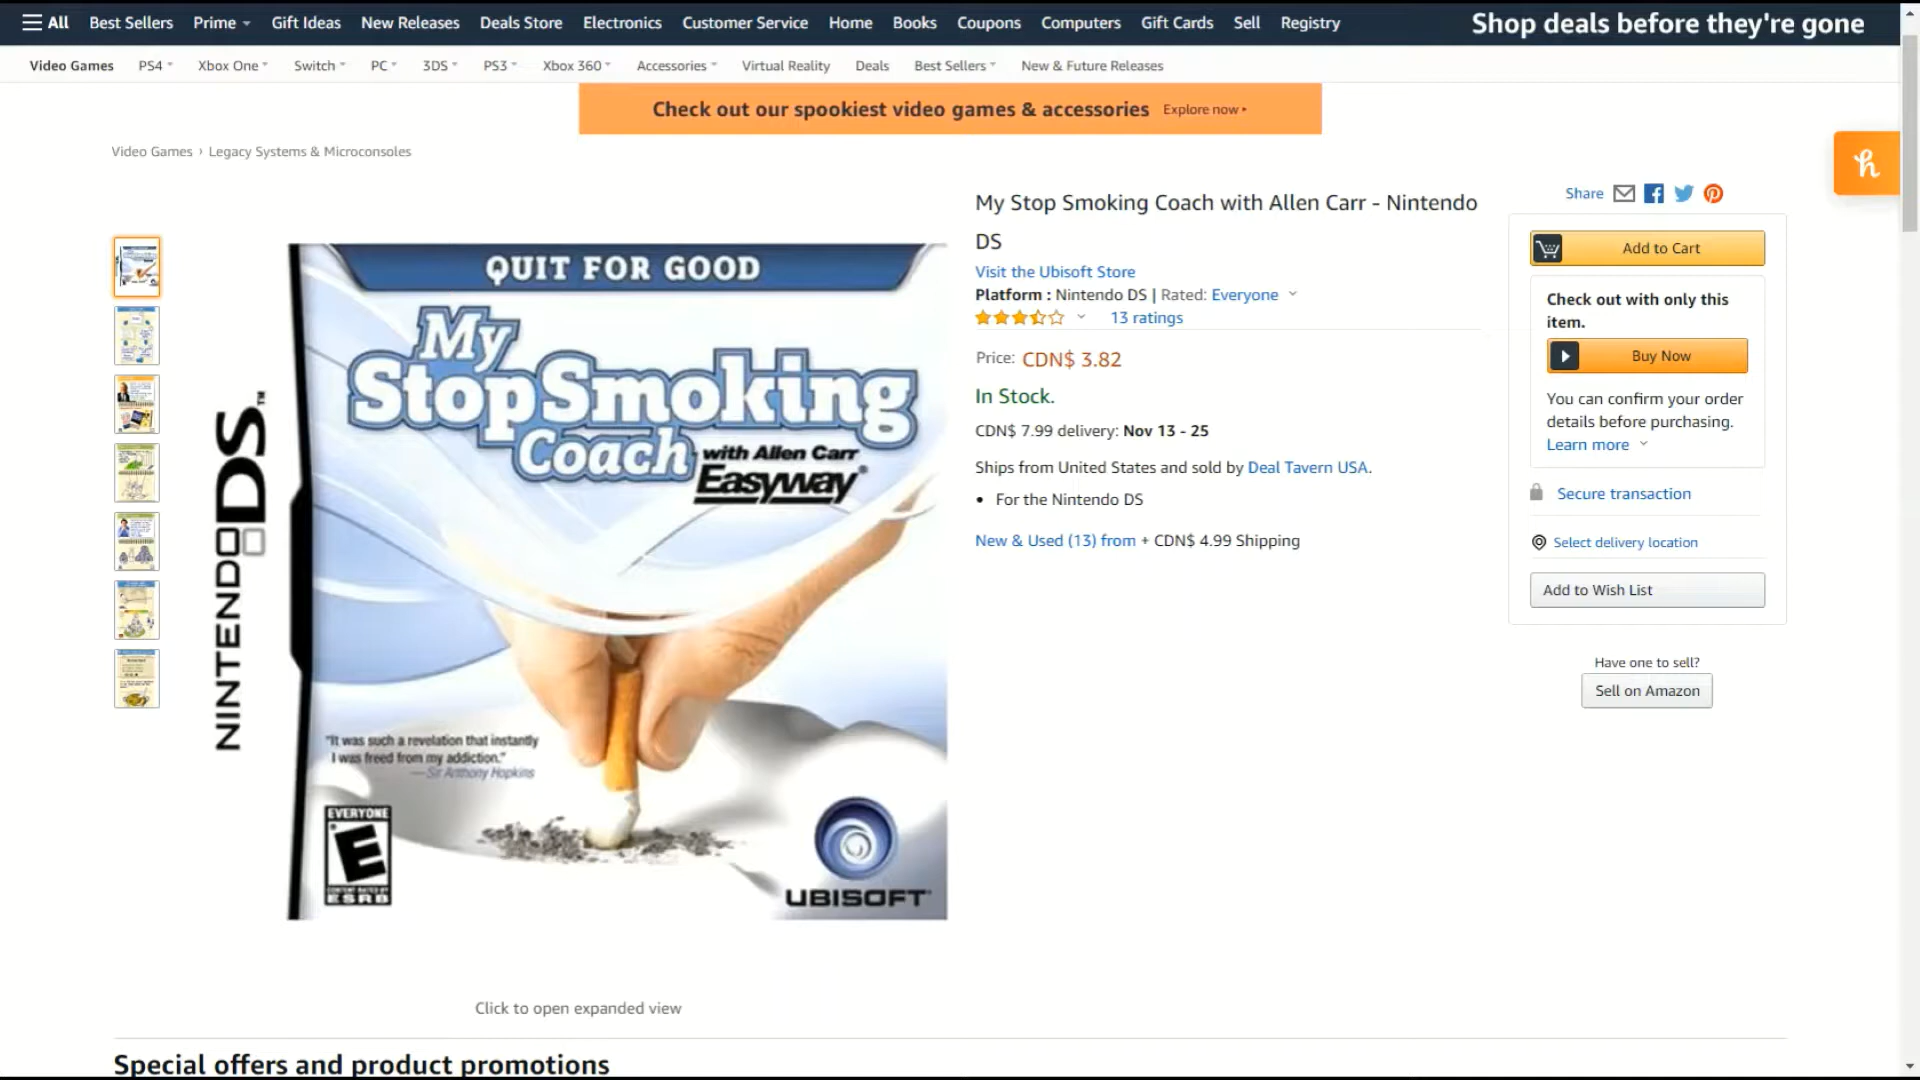 All Best Sellers Prime Gift Ideas New Releases Deals Store Electronics Customer Service Home Books Coupons Computers Gift Cards Sell Registry Shop deals before they're gone
Video Games PS4 Xbox One Switch PC 3DS PS3 Xbox 360 Accessories Virtual Reality Deals Best Sellers New & Future Releases
Check out our spookiest video games & accessories Explore now
Video Games › Legacy Systems & Microconsoles
NINTENDO DS™
QUIT FOR GOOD
My
Stop Smoking
Coach with Allen Carr
Easyway®
"It was such a revelation that instantly
I was freed from my addiction."
—Sir Anthony Hopkins
EVERYONE
E
CONTENT RATED BY
ESRB
UBISOFT
Click to open expanded view
My Stop Smoking Coach with Allen Carr - Nintendo
DS
Visit the Ubisoft Store
Platform : Nintendo DS | Rated: Everyone
13 ratings
Price: CDN$ 3.82
In Stock.
CDN$ 7.99 delivery: Nov 13 - 25
Ships from United States and sold by Deal Tavern USA.
• For the Nintendo DS
New & Used (13) from + CDN$ 4.99 Shipping
Share
Add to Cart
Check out with only this
item.
Buy Now
You can confirm your order
details before purchasing.
Learn more
Secure transaction
Select delivery location
Add to Wish List
Have one to sell?
Sell on Amazon
h
Special offers and product promotions